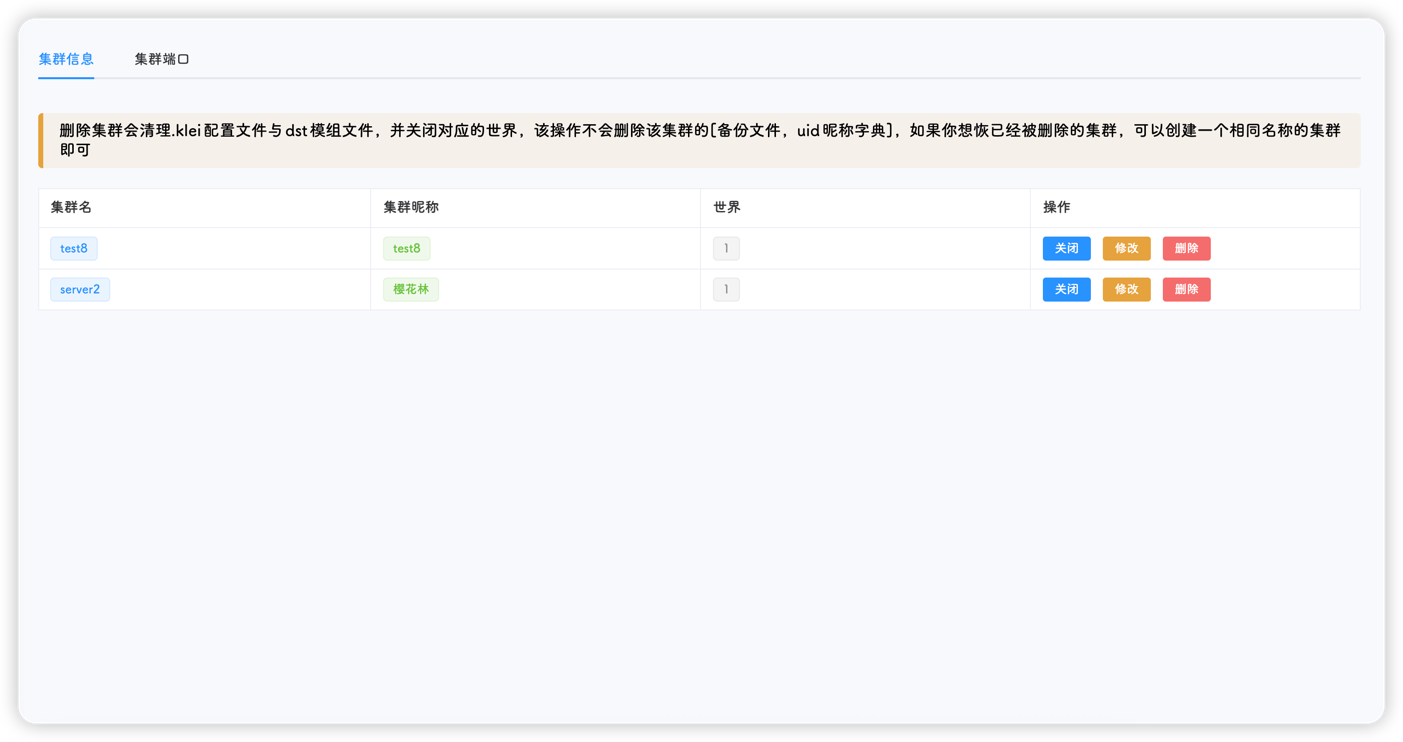 集群信息 集群端口
删除集群会清理.klei配置文件与dst模组文件，并关闭对应的世界，该操作不会删除该集群的[备份文件，uid昵称字典]，如果你想恢已经被删除的集群，可以创建一个相同名称的集群
即可
集群名 集群昵称 世界 操作
test8 test8 1 关闭 修改 删除
server2 樱花林 1 关闭 修改 删除